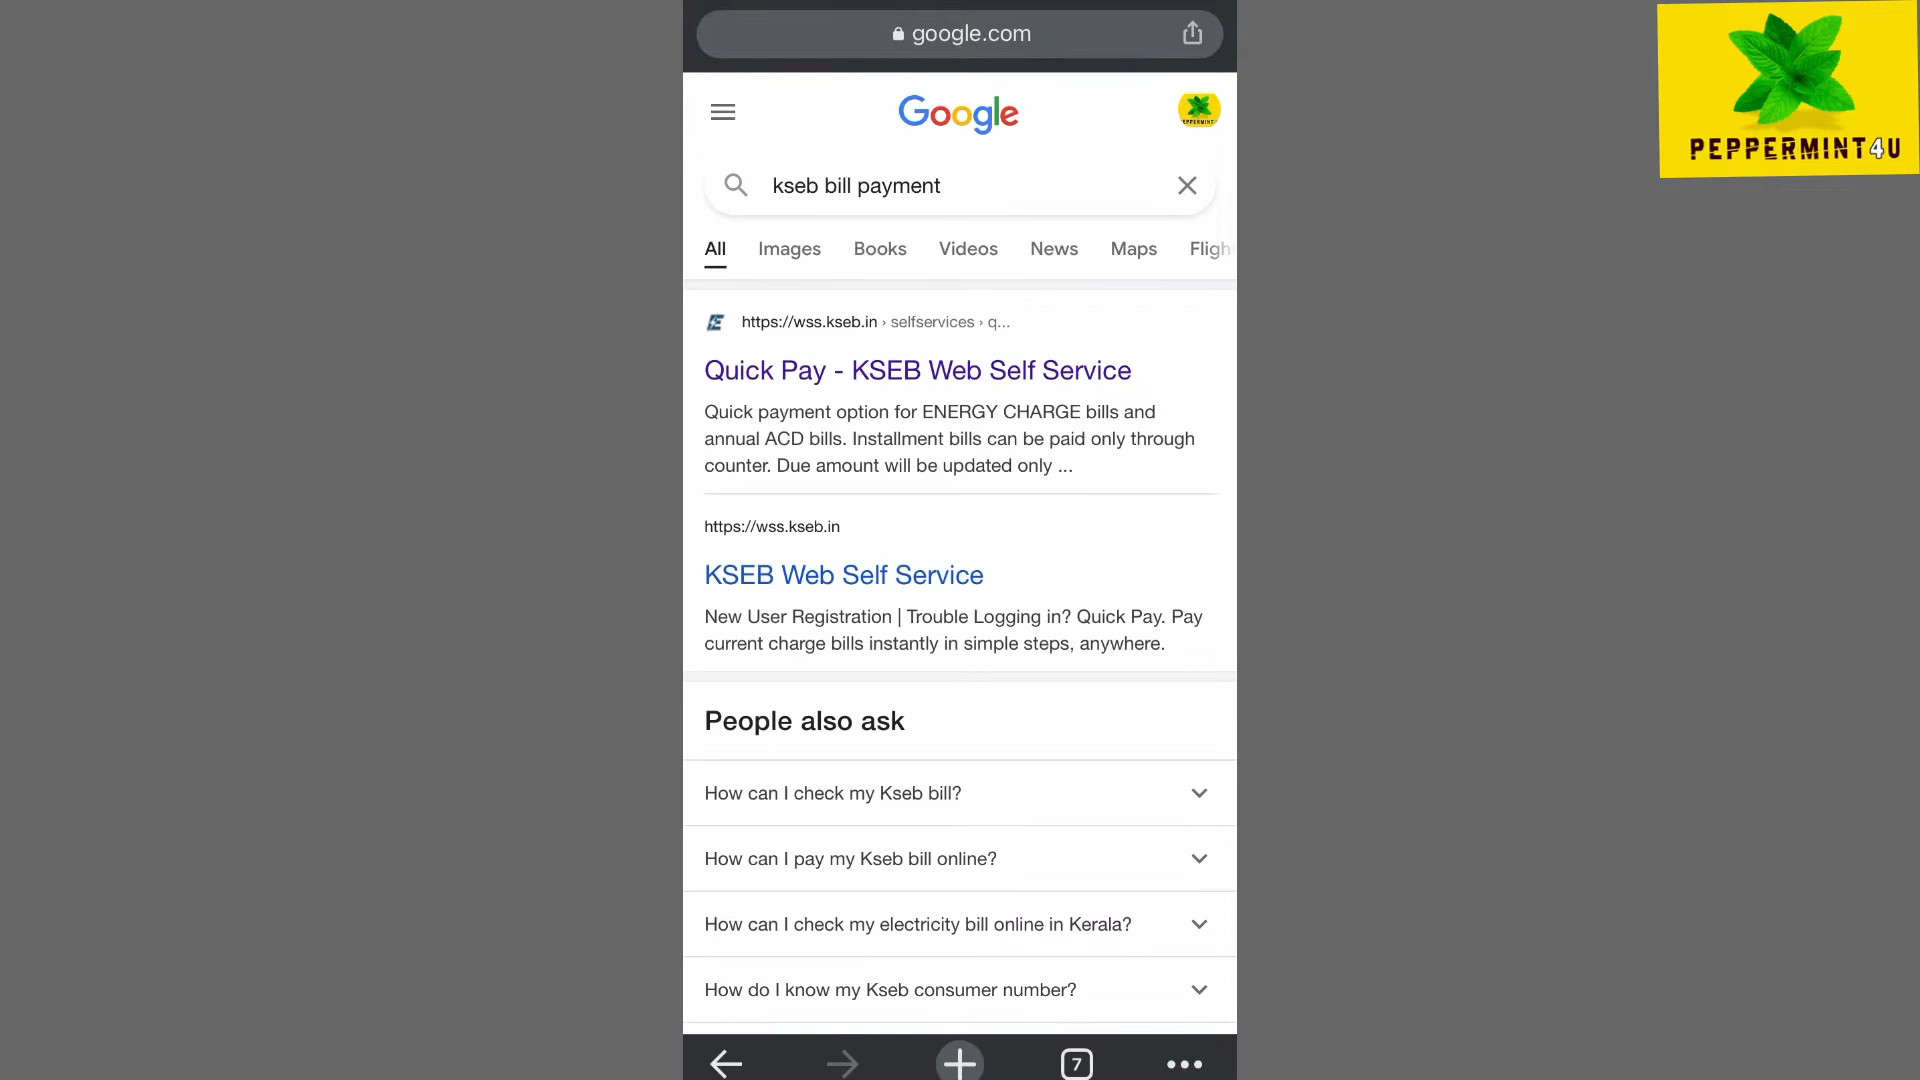 google.com
PEPPERMINT4U
Google
kseb bill payment
All Images Books Videos News Maps Fligh
https://wss.kseb.in › selfservices › q...
Quick Pay - KSEB Web Self Service
Quick payment option for ENERGY CHARGE bills and
annual ACD bills. Installment bills can be paid only through
counter. Due amount will be updated only ...
https://wss.kseb.in
KSEB Web Self Service
New User Registration | Trouble Logging in? Quick Pay. Pay
current charge bills instantly in simple steps, anywhere.
People also ask
How can I check my Kseb bill?
How can I pay my Kseb bill online?
How can I check my electricity bill online in Kerala?
How do I know my Kseb consumer number?
7